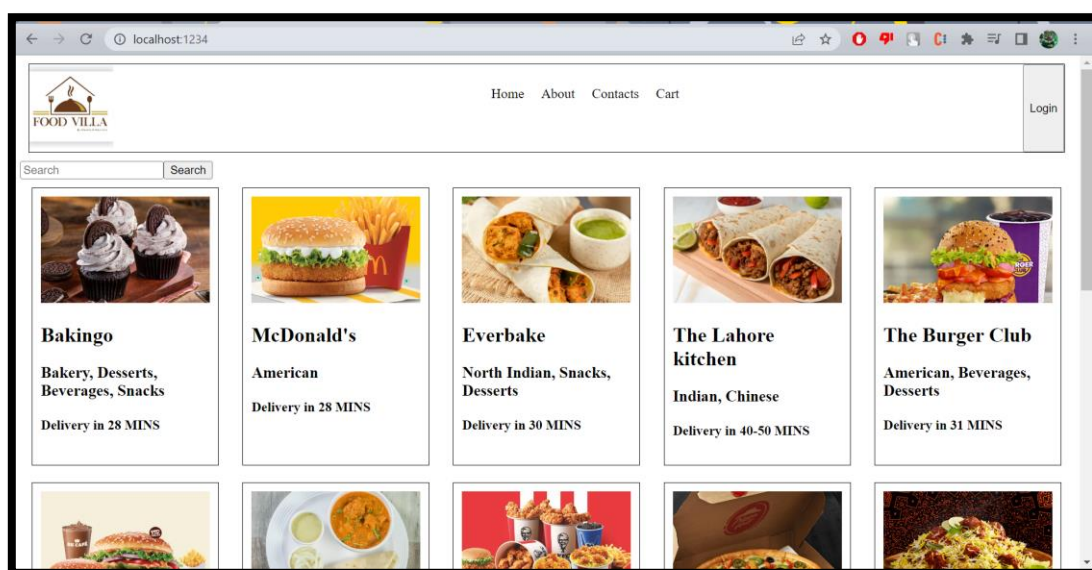 localhost:1234
FOOD VILLA
Home About Contacts Cart
Login
Search Search
Bakingo
Bakery, Desserts,
Beverages, Snacks
Delivery in 28 MINS
McDonald's
American
Delivery in 28 MINS
Everbake
North Indian, Snacks,
Desserts
Delivery in 30 MINS
The Lahore
kitchen
Indian, Chinese
Delivery in 40-50 MINS
The Burger Club
American, Beverages,
Desserts
Delivery in 31 MINS